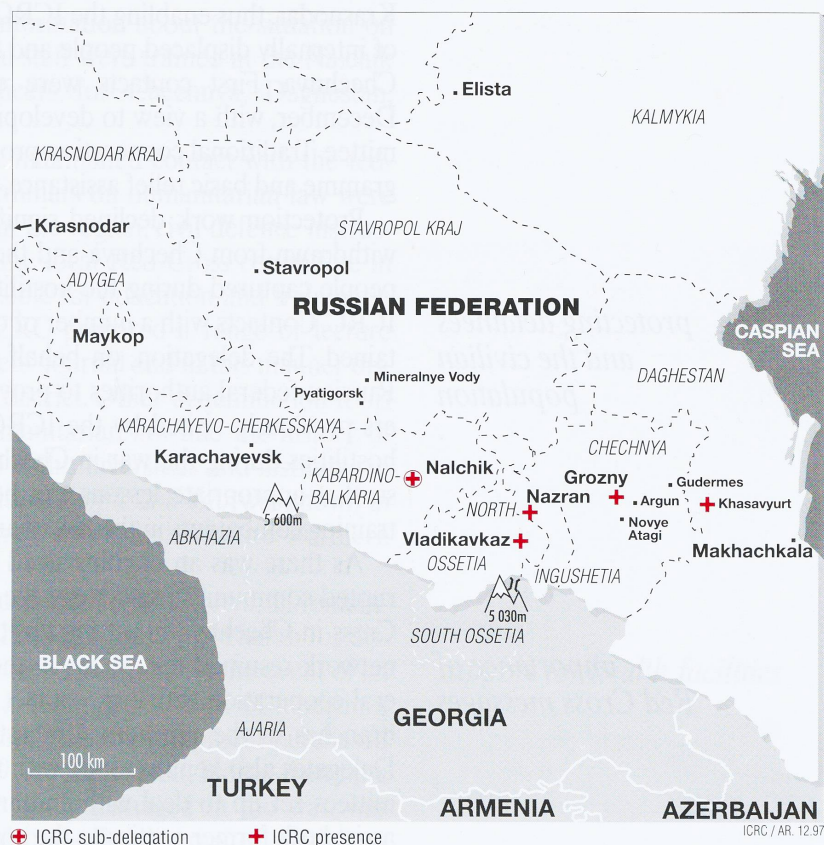 Elista
KALMYKIA
KRASNODAR KRAJ
Krasnodar
STAVROPOL KRAJ
ADYGEA
Stavropol
RUSSIAN FEDERATION
Maykop
CASPIAN
SEA
Mineralnye Vody
DAGHESTAN
Pyatigorsk
KARACHAYEVO-CHERKESSKAYA
CHECHNYA
Karachayevsk
KABARDINO-
BALKARIA
Nalchik
Grozny
Gudermes
Nazran
Argun
Khasavyurt
NORTH
5 600m
Novye
Atagi
ABKHAZIA
Vladikavkaz
Makhachkala
OSSETIA
INGUSHETIA
5 030m
SOUTH OSSETIA
BLACK SEA
GEORGIA
AJARIA
100 km
TURKEY
ARMENIA
AZERBAIJAN
ICRC / AR. 12.97
ICRC sub-delegation
ICRC presence